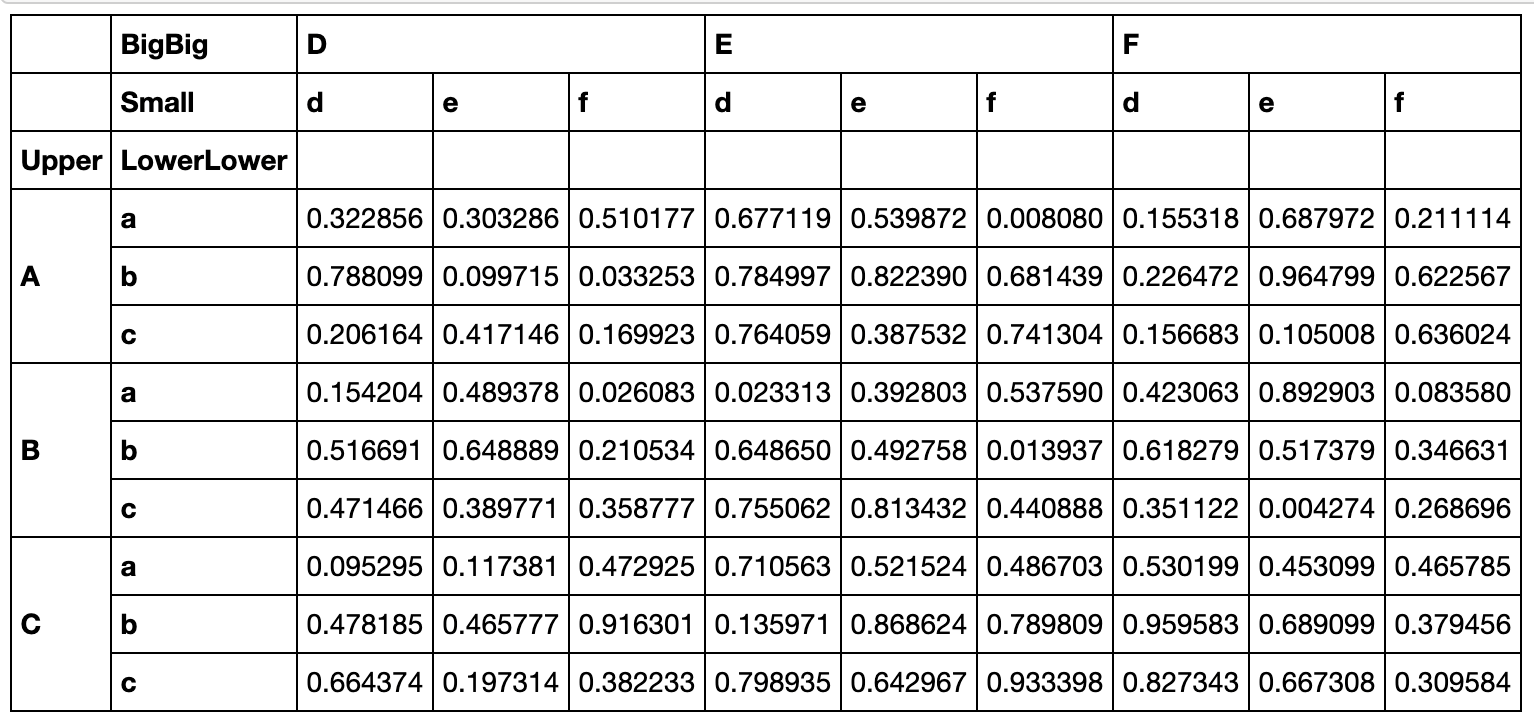 BigBig D E F
Small d e f d e f d e f
Upper LowerLower
A a 0.322856 0.303286 0.510177 0.677119 0.539872 0.008080 0.155318 0.687972 0.211114
b 0.788099 0.099715 0.033253 0.784997 0.822390 0.681439 0.226472 0.964799 0.622567
c 0.206164 0.417146 0.169923 0.764059 0.387532 0.741304 0.156683 0.105008 0.636024
B a 0.154204 0.489378 0.026083 0.023313 0.392803 0.537590 0.423063 0.892903 0.083580
b 0.516691 0.648889 0.210534 0.648650 0.492758 0.013937 0.618279 0.517379 0.346631
c 0.471466 0.389771 0.358777 0.755062 0.813432 0.440888 0.351122 0.004274 0.268696
C a 0.095295 0.117381 0.472925 0.710563 0.521524 0.486703 0.530199 0.453099 0.465785
b 0.478185 0.465777 0.916301 0.135971 0.868624 0.789809 0.959583 0.689099 0.379456
c 0.664374 0.197314 0.382233 0.798935 0.642967 0.933398 0.827343 0.667308 0.309584